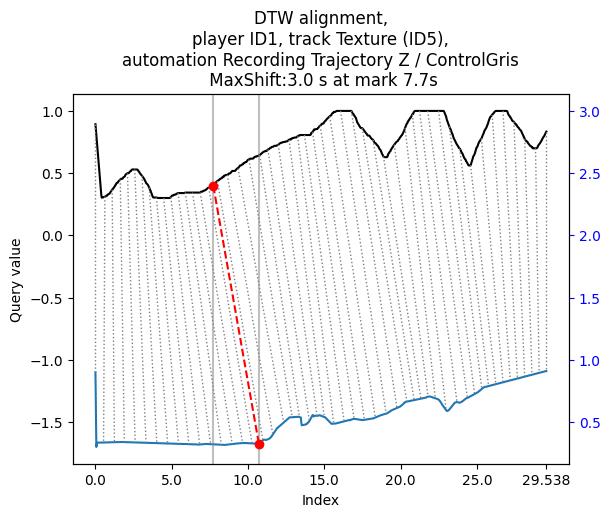 DTW alignment,
player ID1, track Texture (ID5),
automation Recording Trajectory Z / ControlGris
MaxShift:3.0 s at mark 7.7s
1.0
0.5
0.0
−0.5
−1.0
−1.5
Query value
3.0
2.5
2.0
1.5
1.0
0.5
0.0 5.0 10.0 15.0 20.0 25.0 29.538
Index